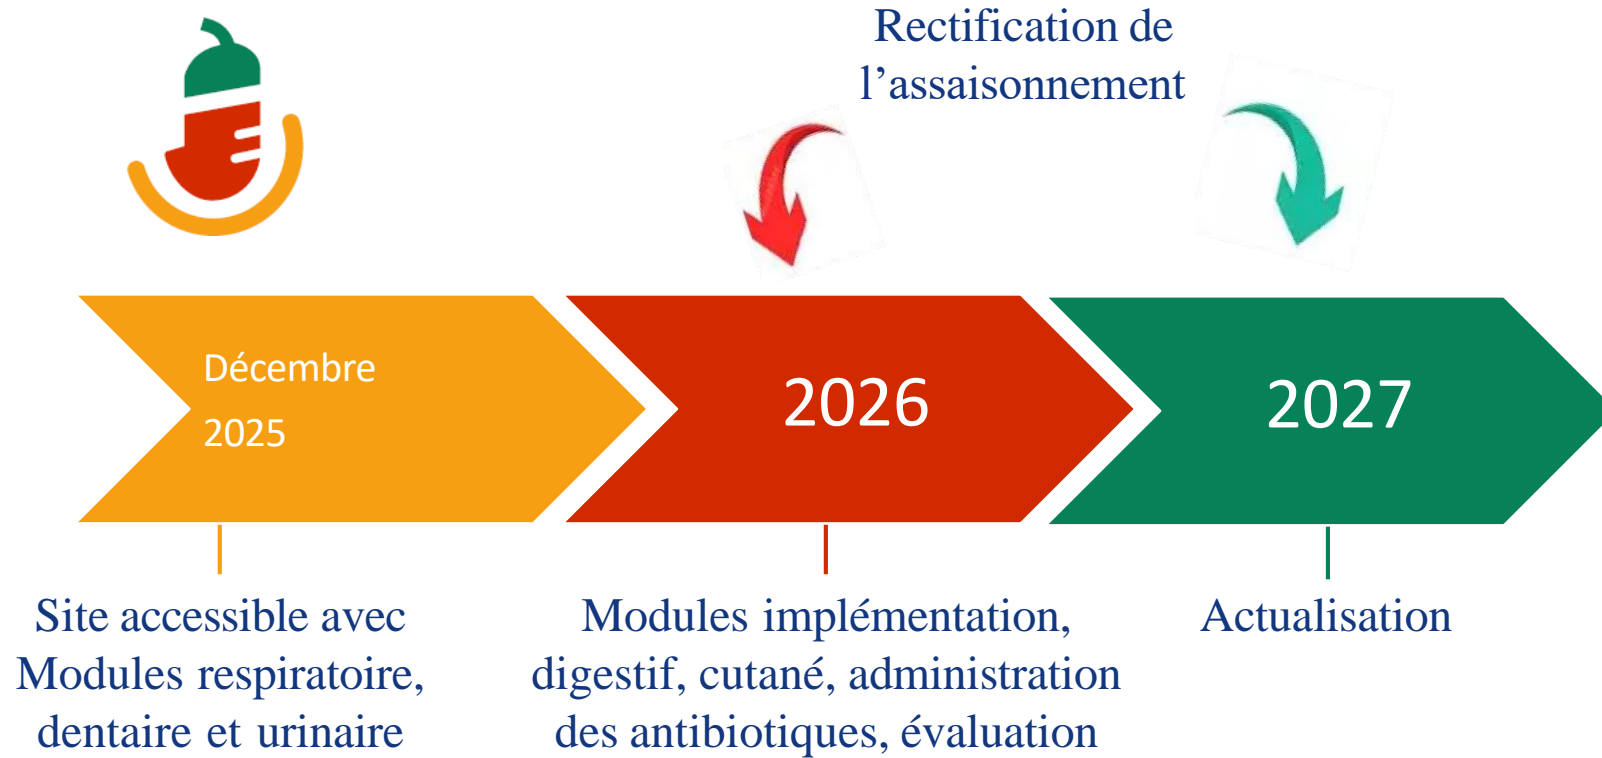 Rectification de
l’assaisonnement
Décembre
2025
2026
2027
Site accessible avec
Modules respiratoire,
dentaire et urinaire
Modules implémentation,
digestif, cutané, administration
des antibiotiques, évaluation
Actualisation